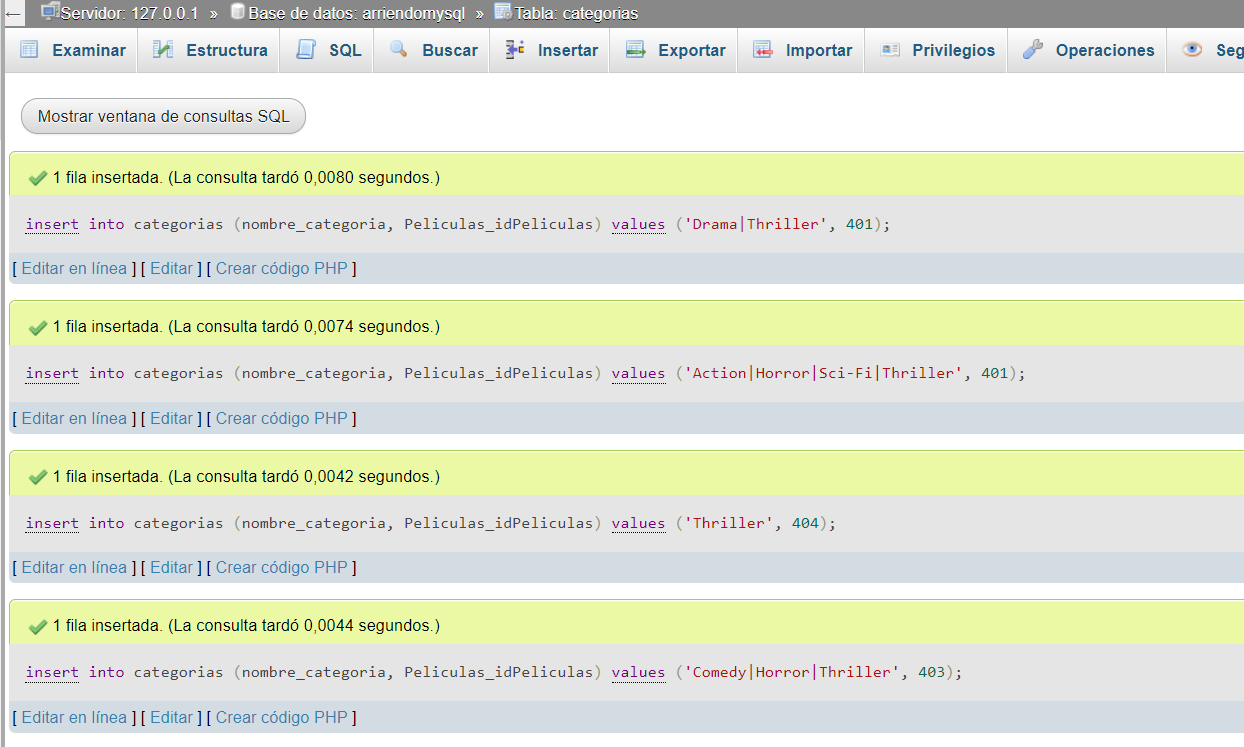 ← Servidor: 127.0.0.1 » Base de datos: arriendomysql » Tabla: categorias
Examinar Estructura SQL Buscar Insertar Exportar Importar Privilegios Operaciones Seg
Mostrar ventana de consultas SQL
1 fila insertada. (La consulta tardó 0,0080 segundos.)
insert into categorias (nombre_categoria, Peliculas_idPeliculas) values ('Drama|Thriller', 401);
[ Editar en línea ] [ Editar ] [ Crear código PHP ]
1 fila insertada. (La consulta tardó 0,0074 segundos.)
insert into categorias (nombre_categoria, Peliculas_idPeliculas) values ('Action|Horror|Sci-Fi|Thriller', 401);
[ Editar en línea ] [ Editar ] [ Crear código PHP ]
1 fila insertada. (La consulta tardó 0,0042 segundos.)
insert into categorias (nombre_categoria, Peliculas_idPeliculas) values ('Thriller', 404);
[ Editar en línea ] [ Editar ] [ Crear código PHP ]
1 fila insertada. (La consulta tardó 0,0044 segundos.)
insert into categorias (nombre_categoria, Peliculas_idPeliculas) values ('Comedy|Horror|Thriller', 403);
[ Editar en línea ] [ Editar ] [ Crear código PHP ]